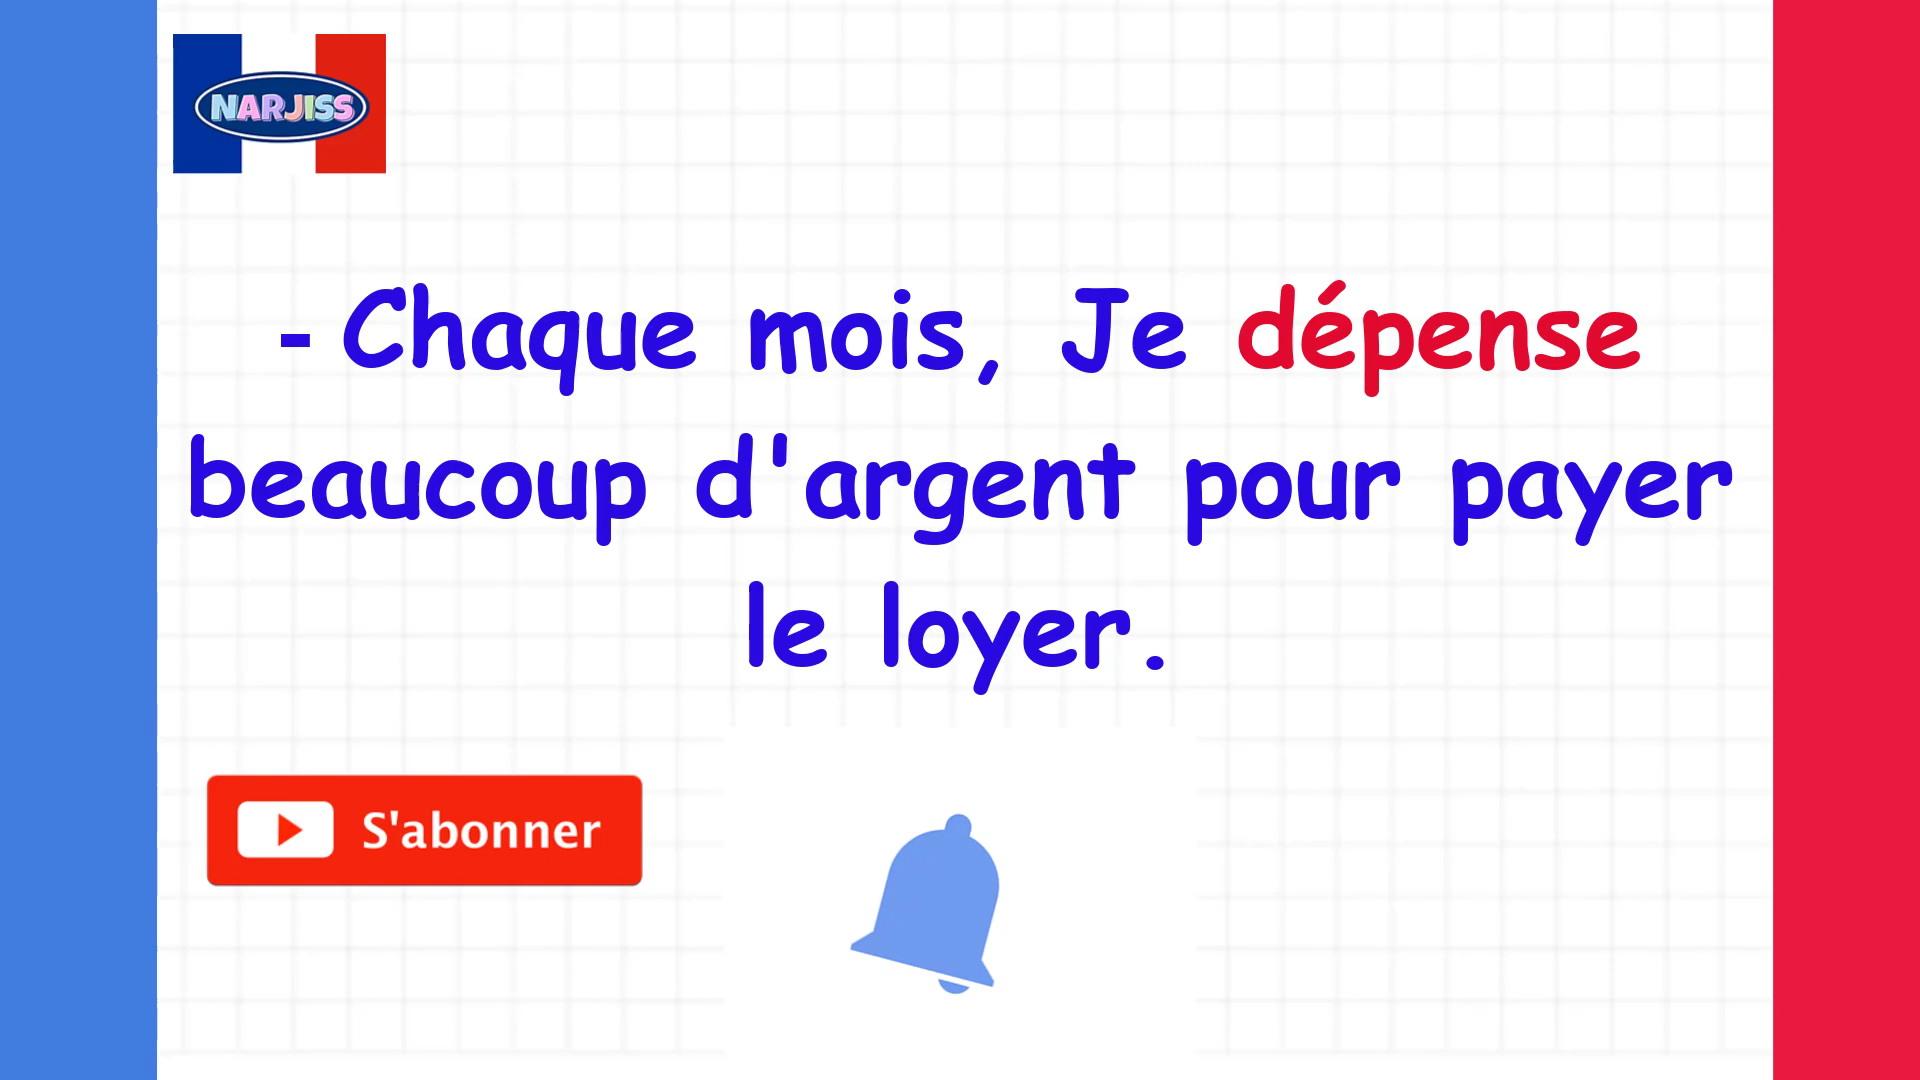 NARJISS
- Chaque mois, Je dépense
beaucoup d'argent pour payer
le loyer.
S'abonner